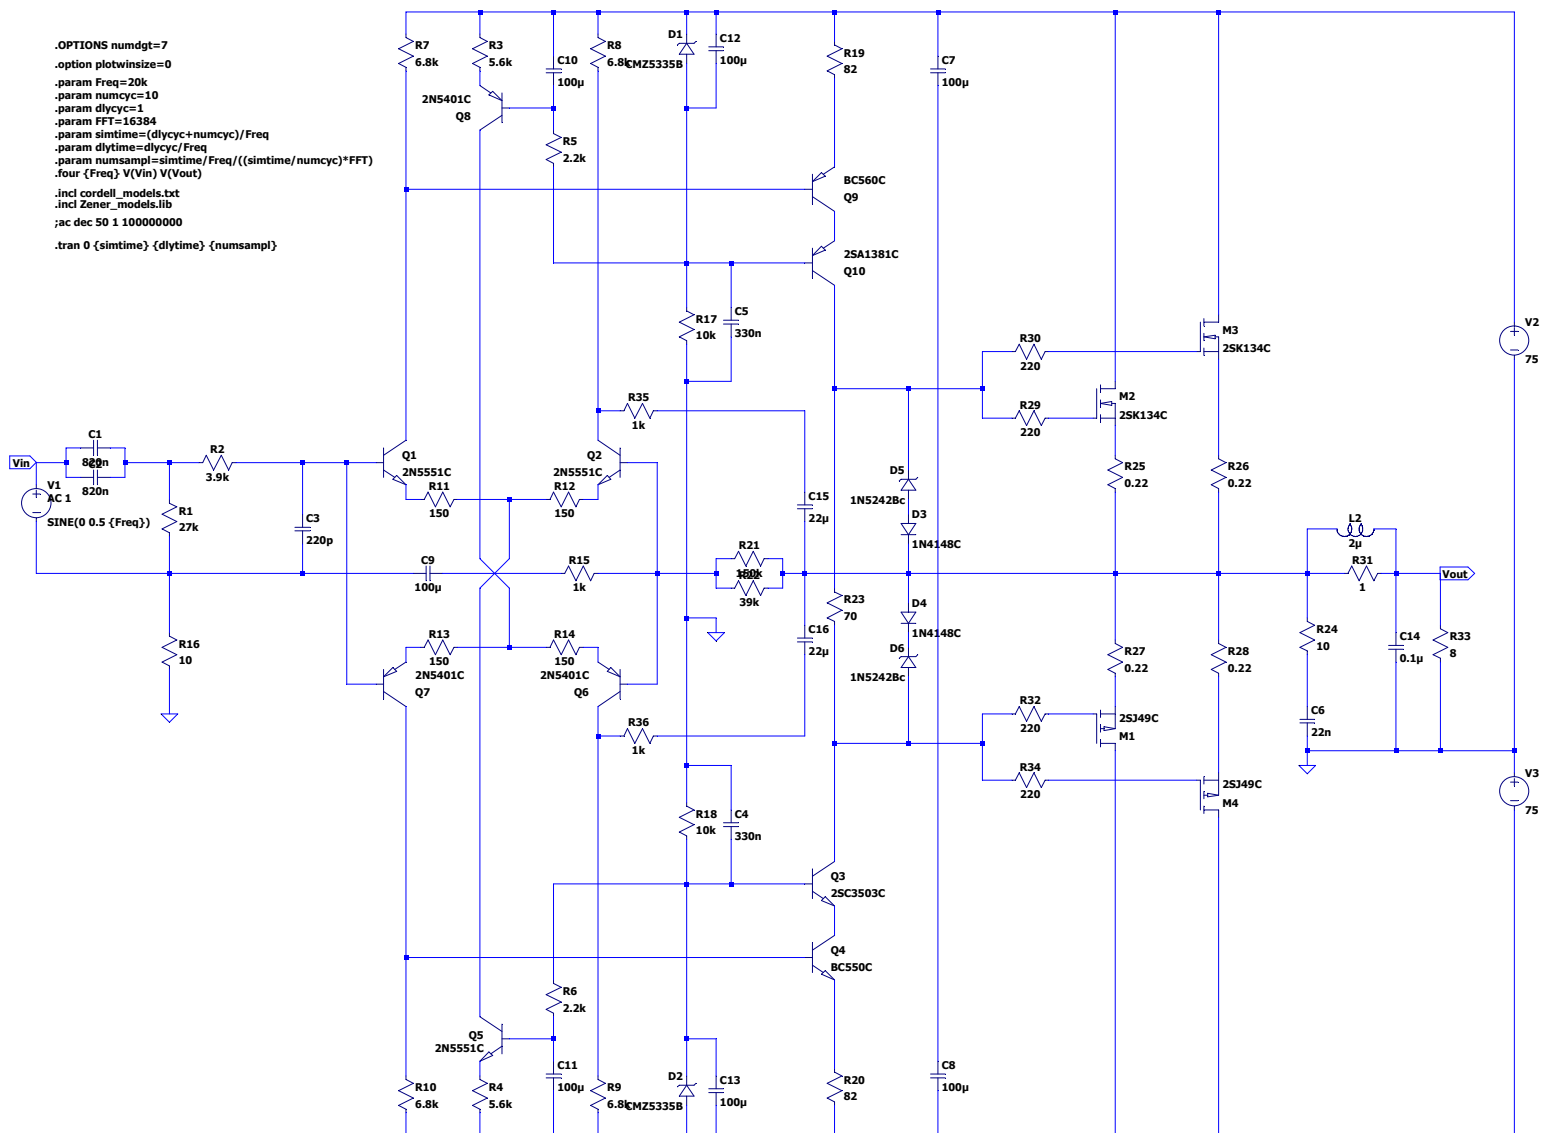 .OPTIONS numdgt=7
.option plotwinsize=0
.param Freq=20k
.param numcyc=10
.param dlycyc=1
.param FFT=16384
.param simtime=(dlycyc+numcyc)/Freq
.param dlytime=dlycyc/Freq
.param numsampl=simtime/Freq/((simtime/numcyc)*FFT)
.four {Freq} V(Vin) V(Vout)
.incl cordell_models.txt
.incl Zener_models.lib
;ac dec 50 1 100000000
.tran 0 {simtime} {dlytime} {numsampl}
R7
6.8k
R3
5.6k
C10
100µ
R8
6.8k
D1
CMZ5335B
C12
100µ
R19
82
C7
100µ
2N5401C
Q8
R5
2.2k
BC560C
Q9
2SA1381C
Q10
R17
10k
C5
330n
V2
75
M3
2SK134C
R30
220
M2
2SK134C
R29
220
R35
1k
Vin
C1
820n
C2
820n
R2
3.9k
V1
AC 1
SINE(0 0.5 {Freq})
R1
27k
C3
220p
Q1
2N5551C
Q2
2N5551C
R11
150
R12
150
C9
100µ
R15
1k
R21
150k
R22
39k
C15
22µ
D5
1N5242Bc
D3
1N4148C
R25
0.22
R26
0.22
L2
2µ
R31
1
Vout
R16
10
R13
150
R14
150
2N5401C
Q7
2N5401C
Q6
R36
1k
C16
22µ
R23
70
D4
1N4148C
D6
1N5242Bc
R27
0.22
R28
0.22
R24
10
C14
0.1µ
R33
8
C6
22n
R32
220
2SJ49C
M1
R34
220
2SJ49C
M4
V3
75
R18
10k
C4
330n
Q3
2SC3503C
Q4
BC550C
R6
2.2k
Q5
2N5551C
R10
6.8k
R4
5.6k
C11
100µ
R9
6.8k
D2
CMZ5335B
C13
100µ
R20
82
C8
100µ